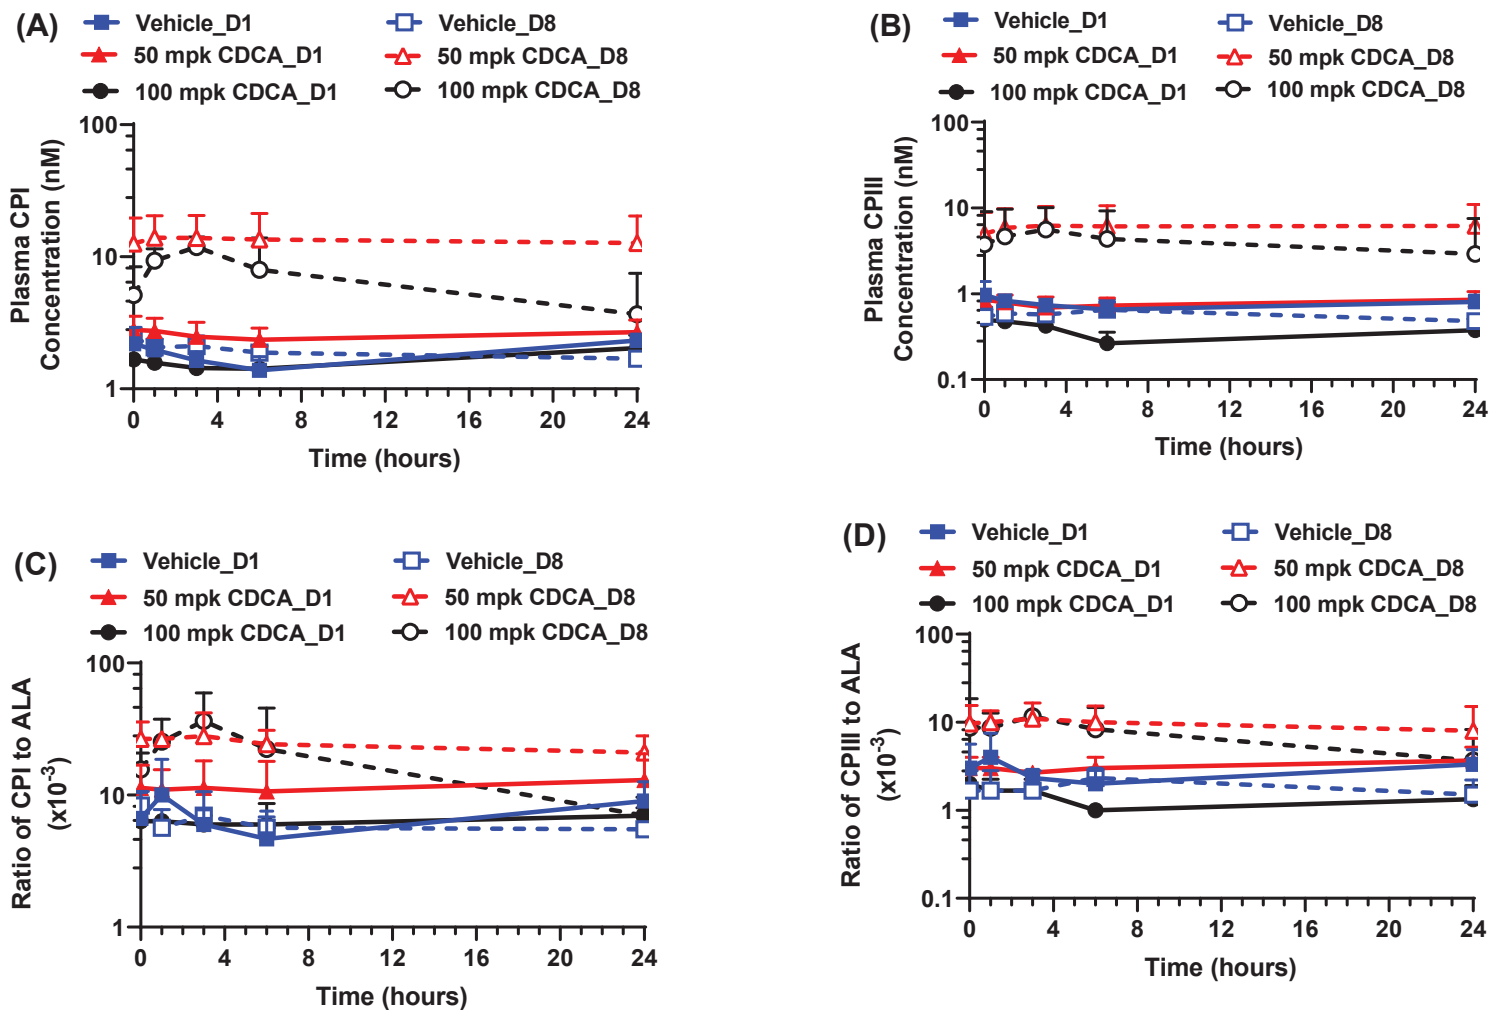 (A)
Vehicle_D1
Vehicle_D8
50 mpk CDCA_D1
50 mpk CDCA_D8
100 mpk CDCA_D1
100 mpk CDCA_D8
Plasma CPI
Concentration (nM)
100
10
1
0 4 8 12 16 20 24
Time (hours)
(B)
Vehicle_D1
Vehicle_D8
50 mpk CDCA_D1
50 mpk CDCA_D8
100 mpk CDCA_D1
100 mpk CDCA_D8
Plasma CPIII
Concentration (nM)
100
10
1
0.1
0 4 8 12 16 20 24
Time (hours)
(C)
Vehicle_D1
Vehicle_D8
50 mpk CDCA_D1
50 mpk CDCA_D8
100 mpk CDCA_D1
100 mpk CDCA_D8
Ratio of CPI to ALA
(x10⁻³)
100
10
1
0 4 8 12 16 20 24
Time (hours)
(D)
Vehicle_D1
Vehicle_D8
50 mpk CDCA_D1
50 mpk CDCA_D8
100 mpk CDCA_D1
100 mpk CDCA_D8
Ratio of CPIII to ALA
(x10⁻³)
100
10
1
0.1
0 4 8 12 16 20 24
Time (hours)